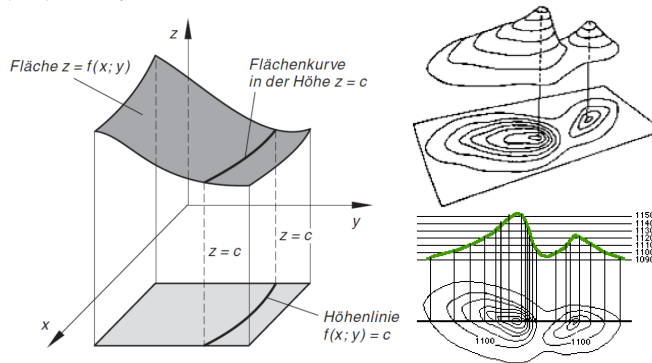 z
Fläche z = f(x; y)
Flächenkurve
in der Höhe z = c
y
z = c
z = c
x
Höhenlinie
f(x; y) = c
1150
1140
1130
1120
1110
1100
1090
1100
1100